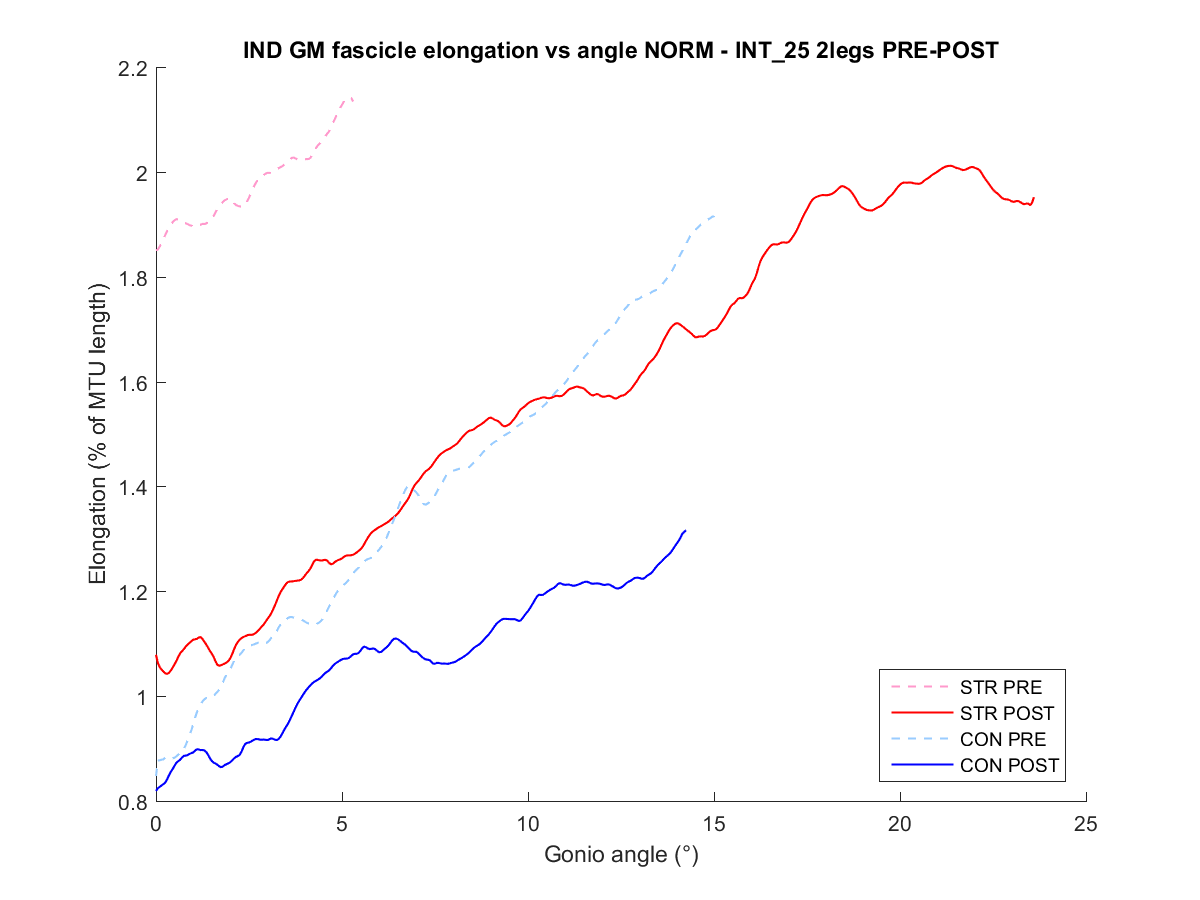 IND GM fascicle elongation vs angle NORM - INT_25 2legs PRE-POST
Elongation (% of MTU length)
2.2
2
1.8
1.6
1.4
1.2
1
0.8
0
5
10
15
20
25
Gonio angle (°)
STR PRE
STR POST
CON PRE
CON POST